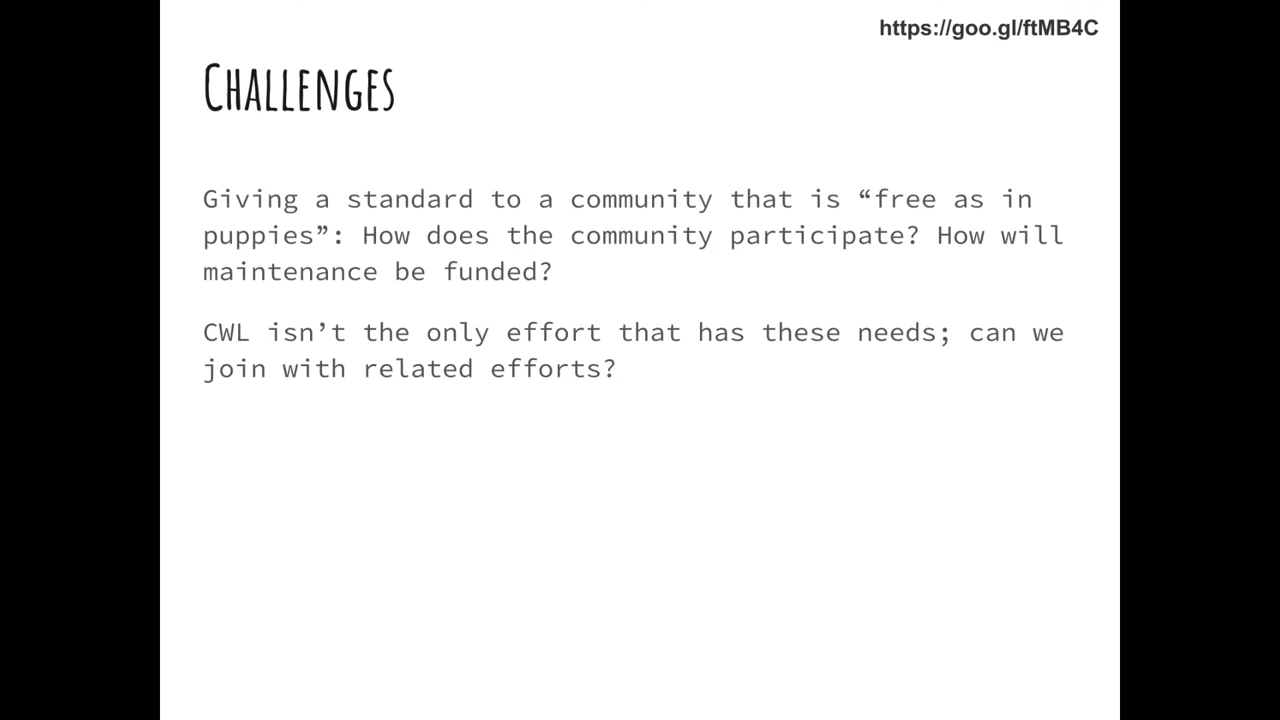 https://goo.gl/ftMB4C
Challenges
Giving a standard to a community that is “free as in
puppies”: How does the community participate? How will
maintenance be funded?
CWL isn’t the only effort that has these needs; can we
join with related efforts?